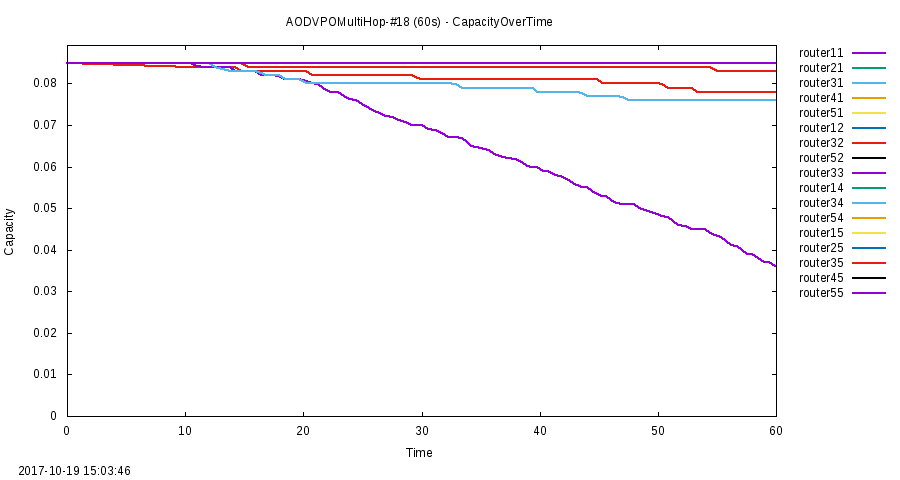 AODVPOMultiHop-#18 (60s) - CapacityOverTime
router11
router21
router31
router41
router51
router12
router32
router52
router33
router14
router34
router54
router15
router25
router35
router45
router55
0.08
0.07
0.06
0.05
0.04
0.03
0.02
0.01
0
Capacity
0 10 20 30 40 50 60
Time
2017-10-19 15:03:46